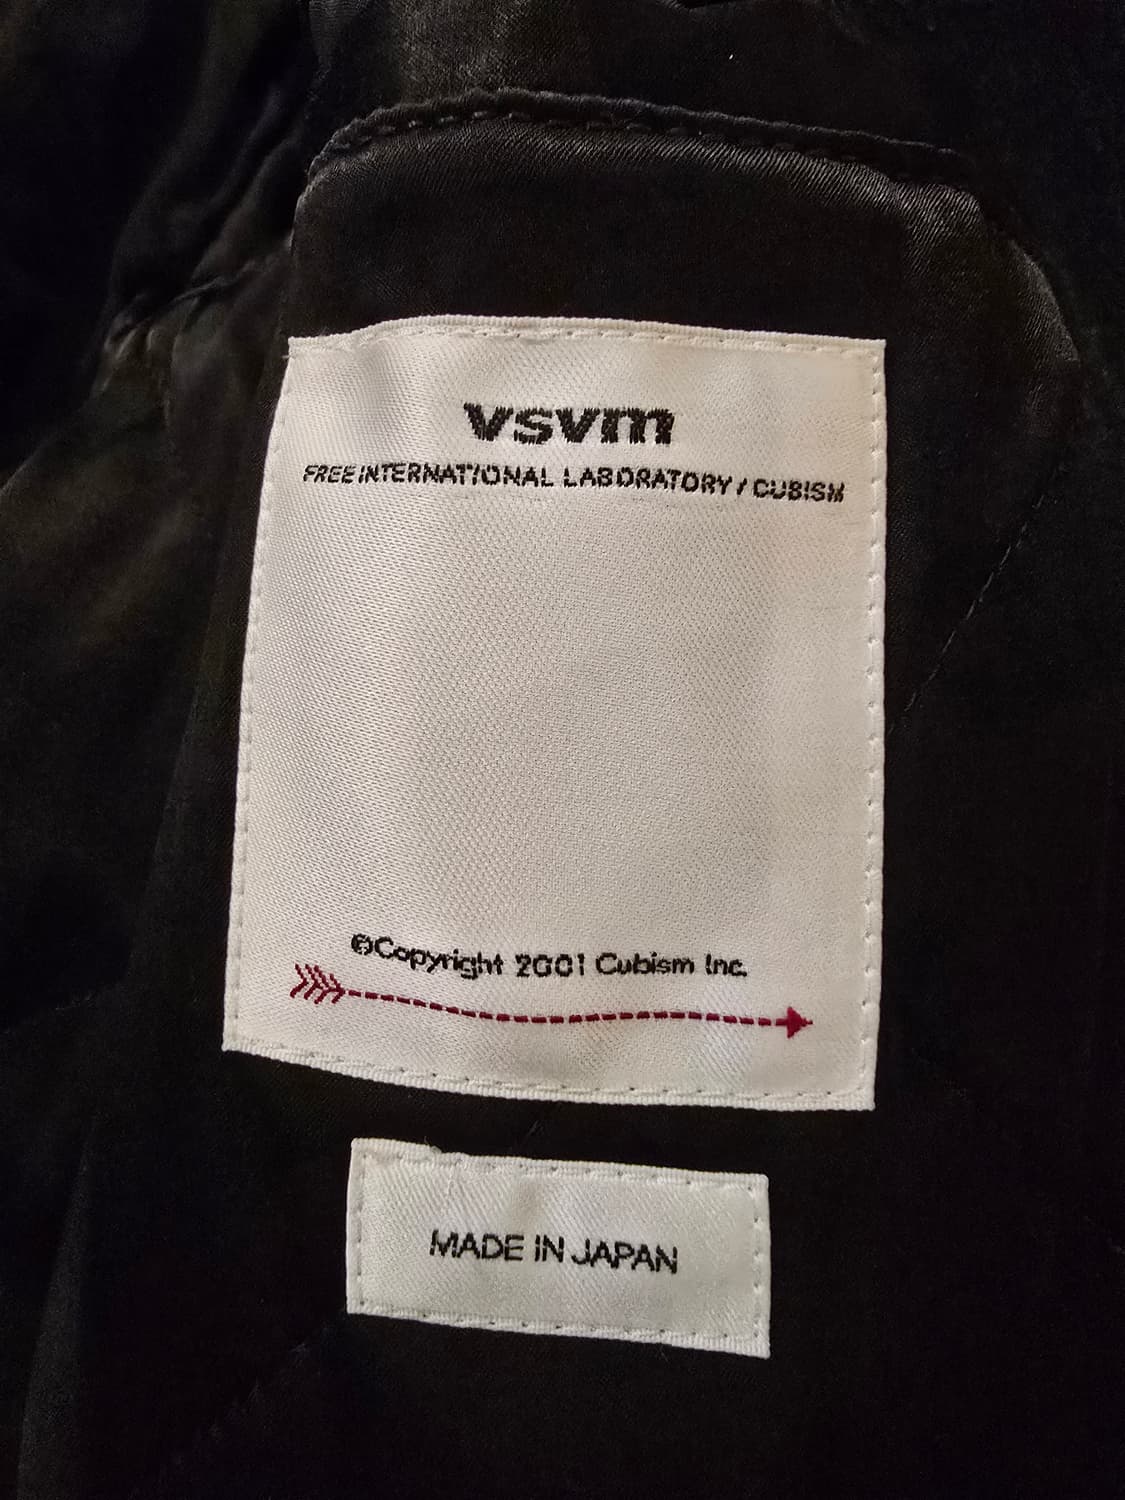 vsvm
FREE INTERNATIONAL LABORATORY / CUBISM
©Copyright 2001 Cubism Inc.
MADE IN JAPAN